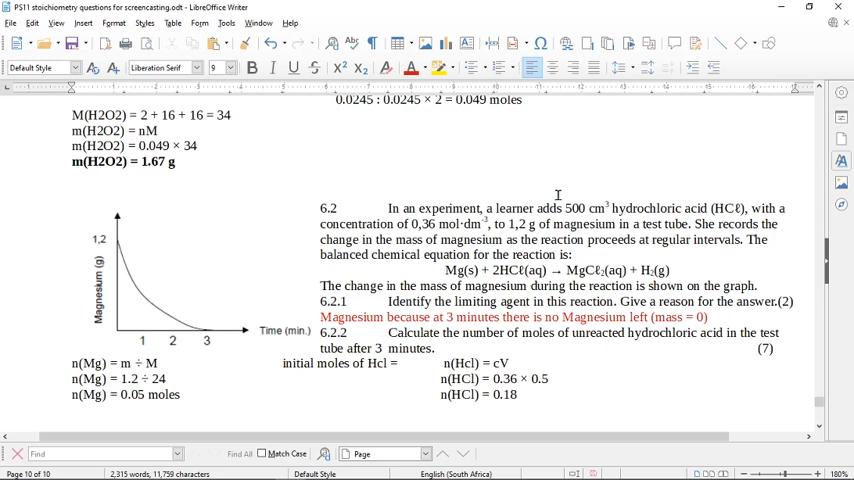 PS11 stoichiometry questions for screencasting.odt - LibreOffice Writer
File Edit View Insert Format Styles Table Form Tools Window Help
Default Style Liberation Serif 9
0.0245 : 0.0245 × 2 = 0.049 moles
M(H2O2) = 2 + 16 + 16 = 34
m(H2O2) = nM
m(H2O2) = 0.049 × 34
m(H2O2) = 1.67 g
6.2 In an experiment, a learner adds 500 cm³ hydrochloric acid (HCℓ), with a
concentration of 0,36 mol·dm⁻³, to 1,2 g of magnesium in a test tube. She records the
change in the mass of magnesium as the reaction proceeds at regular intervals. The
balanced chemical equation for the reaction is:
Mg(s) + 2HCℓ(aq) → MgCℓ₂(aq) + H₂(g)
The change in the mass of magnesium during the reaction is shown on the graph.
6.2.1 Identify the limiting agent in this reaction. Give a reason for the answer.(2)
Magnesium because at 3 minutes there is no Magnesium left (mass = 0)
6.2.2 Calculate the number of moles of unreacted hydrochloric acid in the test
tube after 3 minutes. (7)
1,2
Magnesium (g)
1 2 3
Time (min.)
n(Mg) = m ÷ M initial moles of Hcl = n(Hcl) = cV
n(Mg) = 1.2 ÷ 24 n(HCl) = 0.36 × 0.5
n(Mg) = 0.05 moles n(HCl) = 0.18
Find Find All Match Case Page
Page 10 of 10 2,315 words, 11,759 characters Default Style English (South Africa) 180%